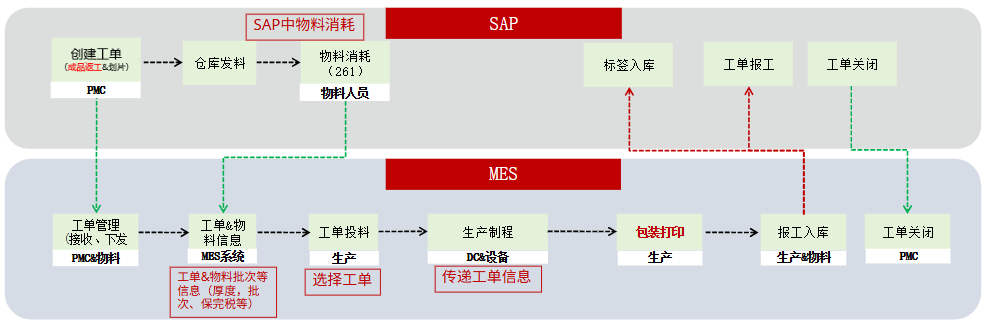 SAP中物料消耗
SAP
创建工单
(成品返工&划片)
PMC
仓库发料
物料消耗
（261）
物料人员
标签入库
工单报工
工单关闭
MES
工单管理
(接收、下发
PMC&物料
工单&物
料信息
MES系统
工单投料
生产
生产制程
DC&设备
包装打印
生产
报工入库
生产&物料
工单关闭
PMC
工单&物料批次等
信息（厚度，批
次、保完税等）
选择工单
传递工单信息